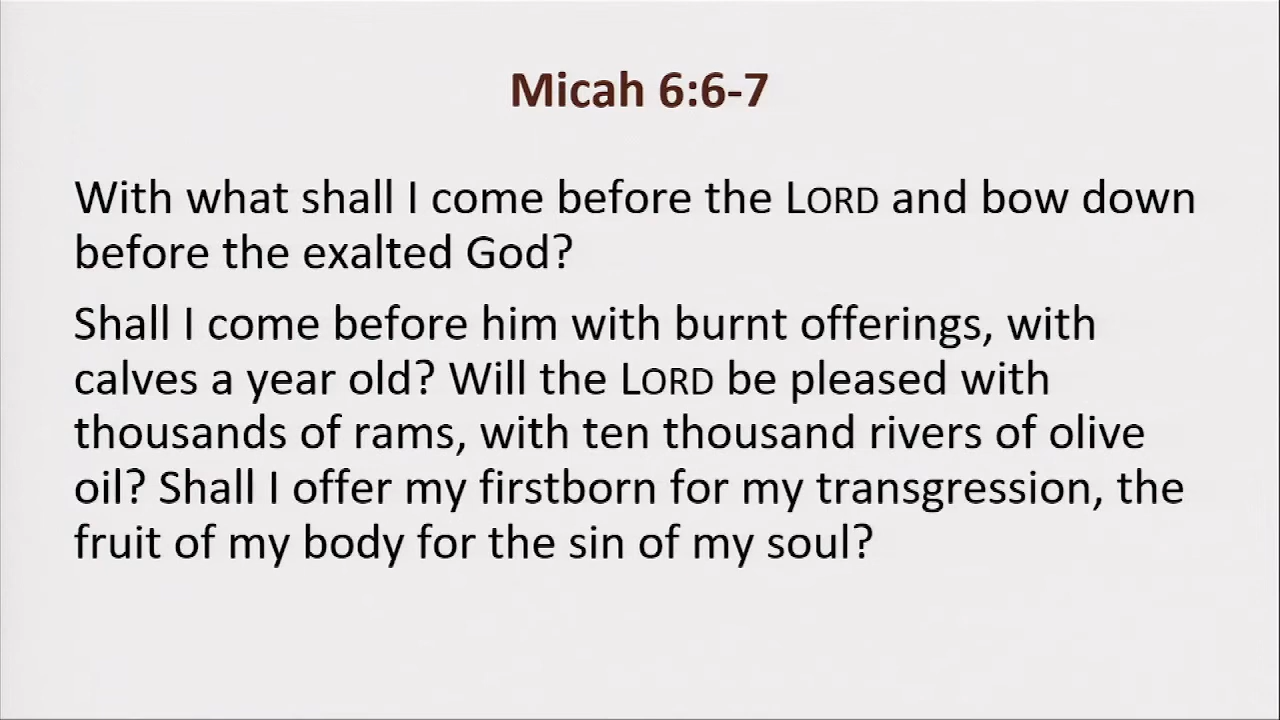 Micah 6:6-7
With what shall I come before the LORD and bow down
before the exalted God?
Shall I come before him with burnt offerings, with
calves a year old? Will the LORD be pleased with
thousands of rams, with ten thousand rivers of olive
oil? Shall I offer my firstborn for my transgression, the
fruit of my body for the sin of my soul?